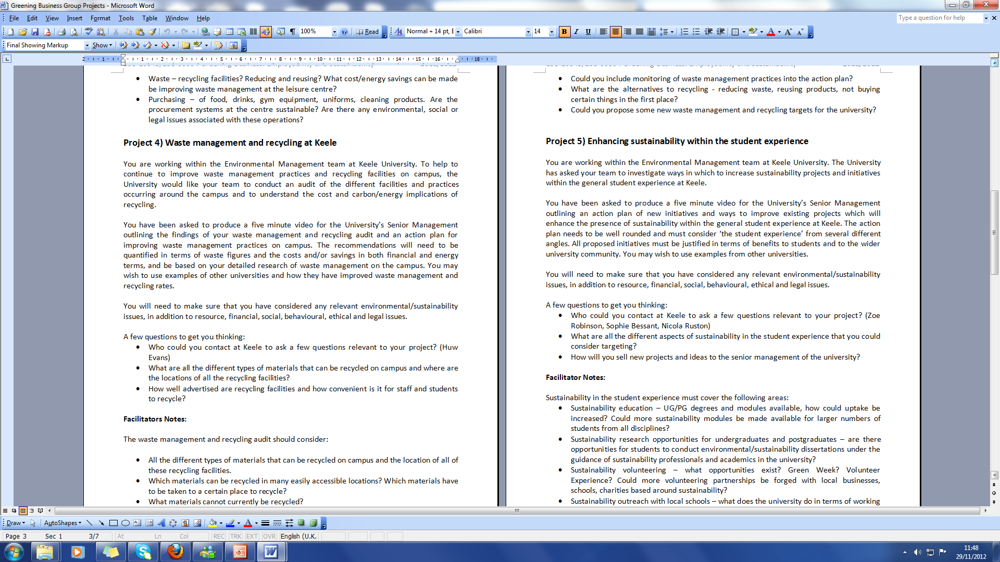 Greening Business Group Projects - Microsoft Word
File Edit View Insert Format Tools Table Window Help
Type a question for help
100% Read Normal + 14 pt, E Calibri 14 B I U
Final Showing Markup Show
2 1 1 2 3 4 5 6 7 8 9 10 11 12 13 14 15 16 18
Waste – recycling facilities? Reducing and reusing? What cost/energy savings can be made
be improving waste management at the leisure centre?
Purchasing – of food, drinks, gym equipment, uniforms, cleaning products. Are the
procurement systems at the centre sustainable? Are there any environmental, social or
legal issues associated with these operations?
Project 4) Waste management and recycling at Keele
You are working within the Environmental Management team at Keele University. To help to
continue to improve waste management practices and recycling facilities on campus, the
University would like your team to conduct an audit of the different facilities and practices
occurring around the campus and to understand the cost and carbon/energy implications of
recycling.
You have been asked to produce a five minute video for the University's Senior Management
outlining the findings of your waste management and recycling audit and an action plan for
improving waste management practices on campus. The recommendations will need to be
quantified in terms of waste figures and the costs and/or savings in both financial and energy
terms, and be based on your detailed research of waste management on the campus. You may
wish to use examples of other universities and how they have improved waste management and
recycling rates.
You will need to make sure that you have considered any relevant environmental/sustainability
issues, in addition to resource, financial, social, behavioural, ethical and legal issues.
A few questions to get you thinking:
Who could you contact at Keele to ask a few questions relevant to your project? (Huw
Evans)
What are all the different types of materials that can be recycled on campus and where are
the locations of all the recycling facilities?
How well advertised are recycling facilities and how convenient is it for staff and students
to recycle?
Facilitators Notes:
The waste management and recycling audit should consider:
All the different types of materials that can be recycled on campus and the location of all of
these recycling facilities.
Which materials can be recycled in many easily accessible locations? Which materials have
to be taken to a certain place to recycle?
What materials cannot currently be recycled?
Could you include monitoring of waste management practices into the action plan?
What are the alternatives to recycling - reducing waste, reusing products, not buying
certain things in the first place?
Could you propose some new waste management and recycling targets for the university?
Project 5) Enhancing sustainability within the student experience
You are working within the Environmental Management team at Keele University. The University
has asked your team to investigate ways in which to increase sustainability projects and initiatives
within the general student experience at Keele.
You have been asked to produce a five minute video for the University's Senior Management
outlining an action plan of new initiatives and ways to improve existing projects which will
enhance the presence of sustainability within the general student experience at Keele. The action
plan needs to be well rounded and must consider 'the student experience' from several different
angles. All proposed initiatives must be justified in terms of benefits to students and to the wider
university community. You may wish to use examples from other universities.
You will need to make sure that you have considered any relevant environmental/sustainability
issues, in addition to resource, financial, social, behavioural, ethical and legal issues.
A few questions to get you thinking:
Who could you contact at Keele to ask a few questions relevant to your project? (Zoe
Robinson, Sophie Bessant, Nicola Ruston)
What are all the different aspects of sustainability in the student experience that you could
consider targeting?
How will you sell new projects and ideas to the senior management of the university?
Facilitator Notes:
Sustainability in the student experience must cover the following areas:
Sustainability education – UG/PG degrees and modules available, how could uptake be
increased? Could more sustainability modules be made available for larger numbers of
students from all disciplines?
Sustainability research opportunities for undergraduates and postgraduates – are there
opportunities for students to conduct environmental/sustainability dissertations under the
guidance of sustainability professionals and academics in the university?
Sustainability volunteering – what opportunities exist? Green Week? Volunteer
Experience? Could more volunteering partnerships be forged with local businesses,
schools, charities based around sustainability?
Sustainability outreach with local schools – what does the university do in terms of working
Draw AutoShapes
Page 3 Sec 1 3/7 At Ln Col REC TRK EXT OVR English (U.K.
11:48
29/11/2012